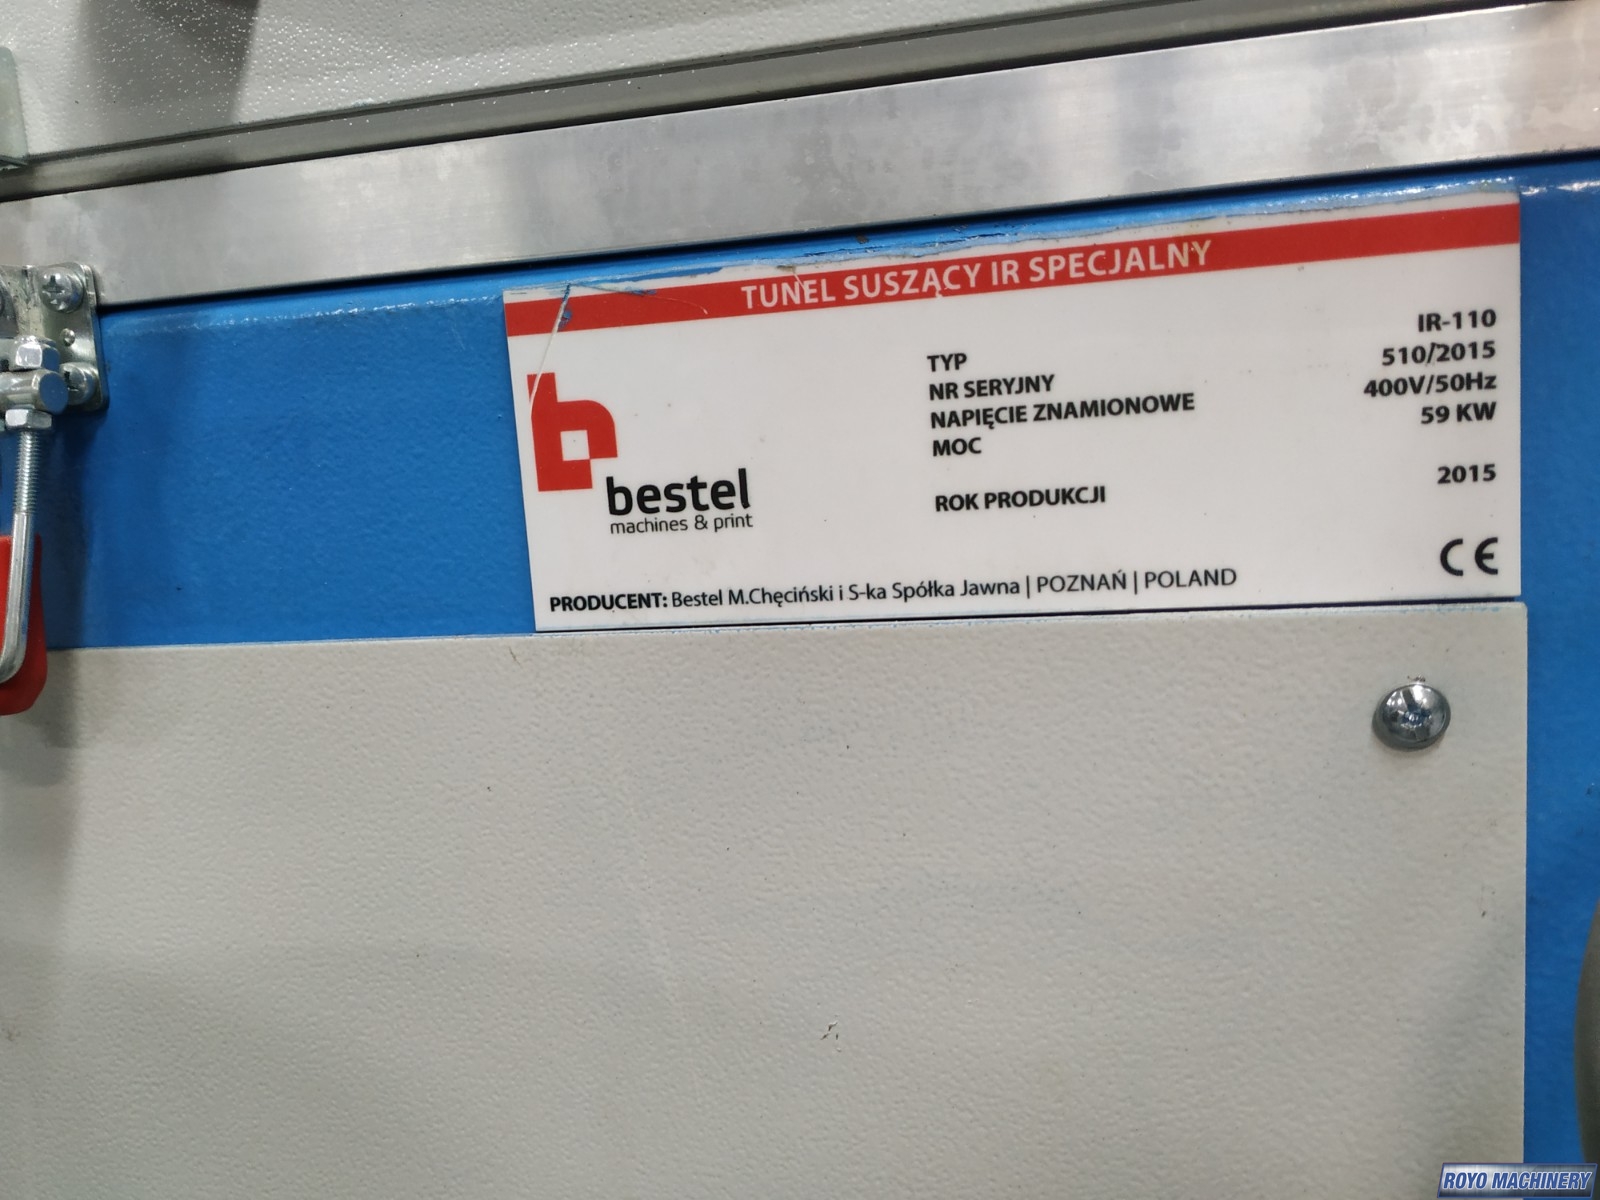 TUNEL SUSZĄCY IR SPECJALNY
TYP IR-110
NR SERYJNY 510/2015
NAPIĘCIE ZNAMIONOWE 400V/50Hz
MOC 59 KW
ROK PRODUKCJI 2015
bestel
machines & print
CE
PRODUCENT: Bestel M.Chęciński i S-ka Spółka Jawna | POZNAŃ | POLAND
ROYO MACHINERY